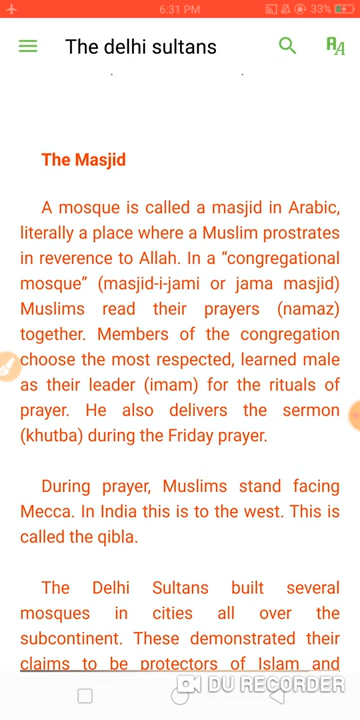 6:31 PM
33%
The delhi sultans
The Masjid
A mosque is called a masjid in Arabic,
literally a place where a Muslim prostrates
in reverence to Allah. In a “congregational
mosque” (masjid-i-jami or jama masjid)
Muslims read their prayers (namaz)
together. Members of the congregation
choose the most respected, learned male
as their leader (imam) for the rituals of
prayer. He also delivers the sermon
(khutba) during the Friday prayer.
During prayer, Muslims stand facing
Mecca. In India this is to the west. This is
called the qibla.
The Delhi Sultans built several
mosques in cities all over the
subcontinent. These demonstrated their
claims to be protectors of Islam and
DU RECORDER